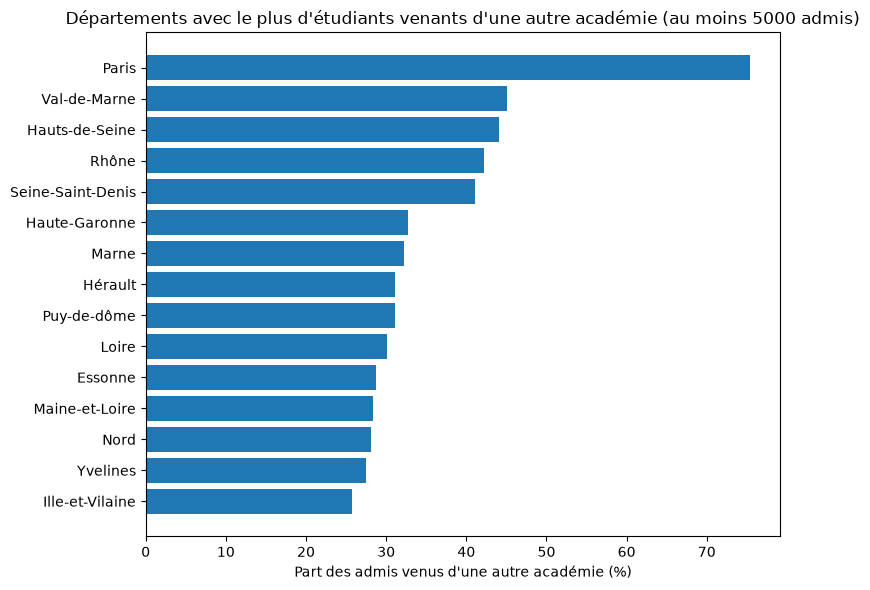 Départements avec le plus d'étudiants venants d'une autre académie (au moins 5000 admis)
Paris
Val-de-Marne
Hauts-de-Seine
Rhône
Seine-Saint-Denis
Haute-Garonne
Marne
Hérault
Puy-de-dôme
Loire
Essonne
Maine-et-Loire
Nord
Yvelines
Ille-et-Vilaine
0 10 20 30 40 50 60 70
Part des admis venus d'une autre académie (%)